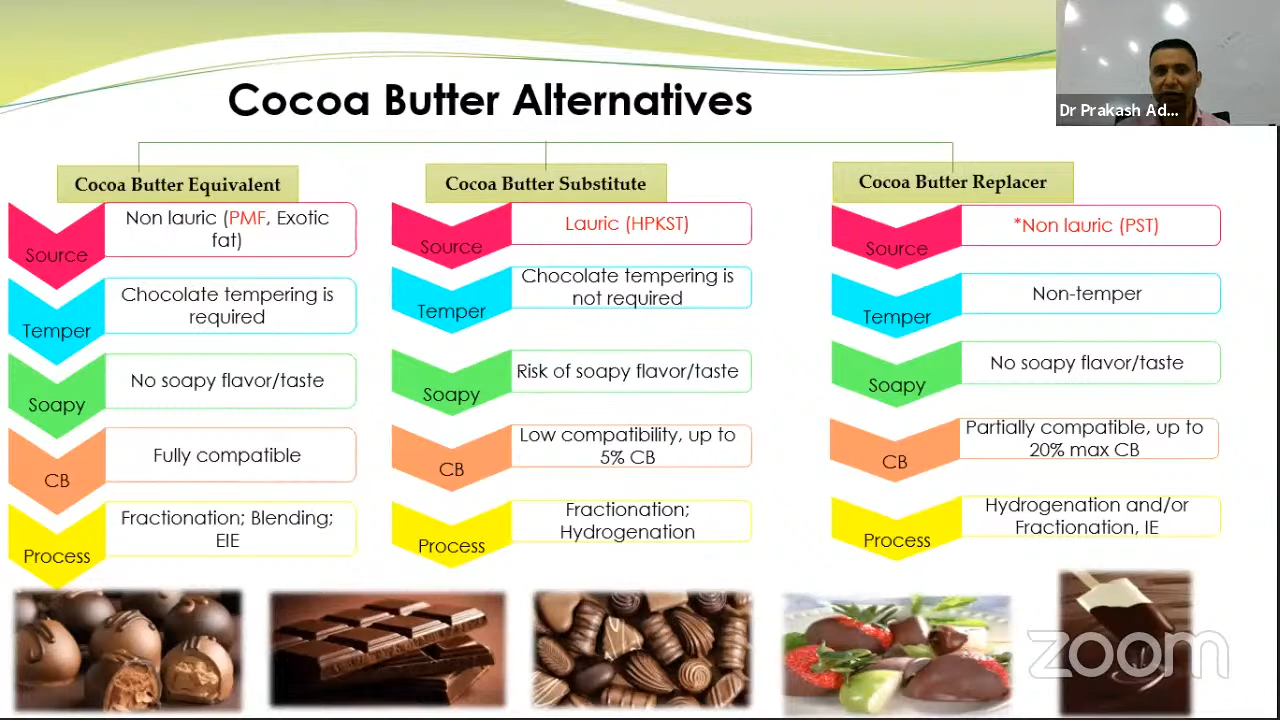 Cocoa Butter Alternatives
Dr Prakash Ad...
Cocoa Butter Equivalent
Source
Non lauric (PMF, Exotic
fat)
Temper
Chocolate tempering is
required
Soapy
No soapy flavor/taste
CB
Fully compatible
Process
Fractionation; Blending;
EIE
Cocoa Butter Substitute
Source
Lauric (HPKST)
Temper
Chocolate tempering is
not required
Soapy
Risk of soapy flavor/taste
CB
Low compatibility, up to
5% CB
Process
Fractionation;
Hydrogenation
Cocoa Butter Replacer
Source
*Non lauric (PST)
Temper
Non-temper
Soapy
No soapy flavor/taste
CB
Partially compatible, up to
20% max CB
Process
Hydrogenation and/or
Fractionation, IE
zoom